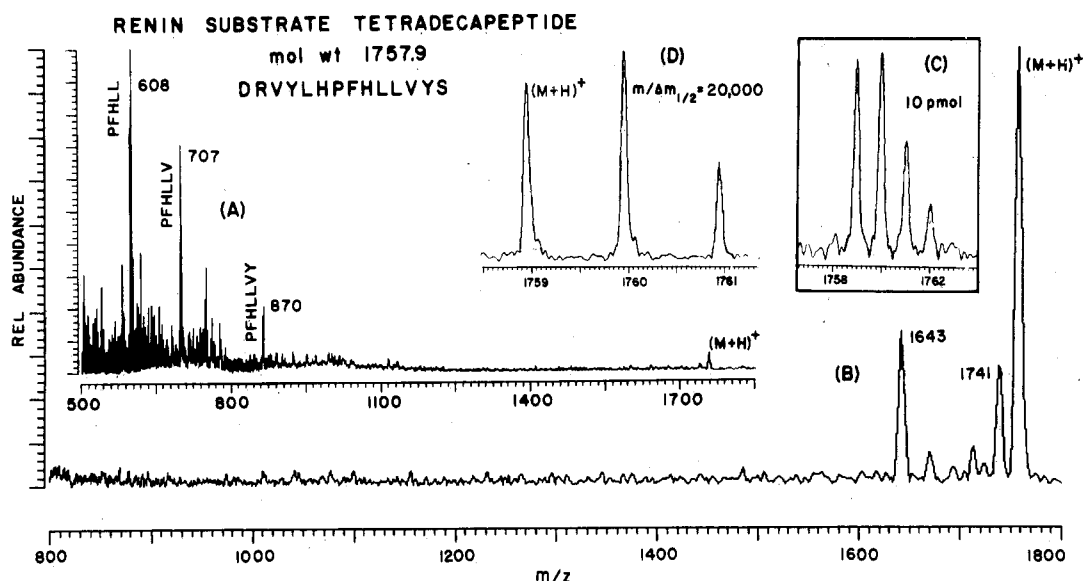 RENIN SUBSTRATE TETRADECAPEPTIDE
mol wt 1757.9
DRVYLHPFHLLVYS
REL ABUNDANCE
PFHLL
608
PFHLLV
707
(A)
PFHLLVY
870
(M+H)+
500 800 1100 1400 1700
(D)
(M+H)+
m/Δm1/2 = 20,000
1759 1760 1761
(C)
10 pmol
1758 1762
(M+H)+
(B)
1643
1741
800 1000 1200 1400 1600 1800
m/z